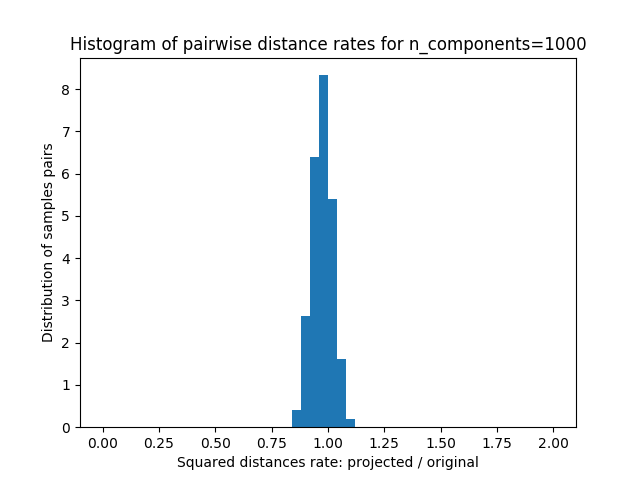 Histogram of pairwise distance rates for n_components=1000
Distribution of samples pairs
8
7
6
5
4
3
2
1
0
0.00 0.25 0.50 0.75 1.00 1.25 1.50 1.75 2.00
Squared distances rate: projected / original